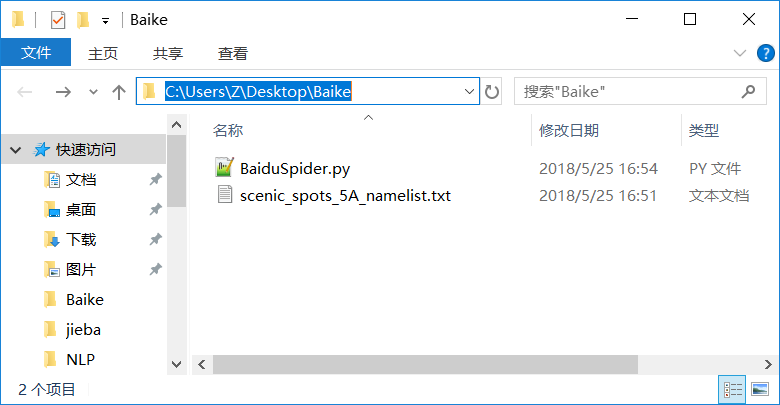 Baike
文件 主页 共享 查看
C:\Users\Z\Desktop\Baike 搜索"Baike"
名称 修改日期 类型
快速访问
BaiduSpider.py 2018/5/25 16:54 PY 文件
文档
scenic_spots_5A_namelist.txt 2018/5/25 16:51 文本文档
桌面
下载
图片
Baike
jieba
NLP
2 个项目